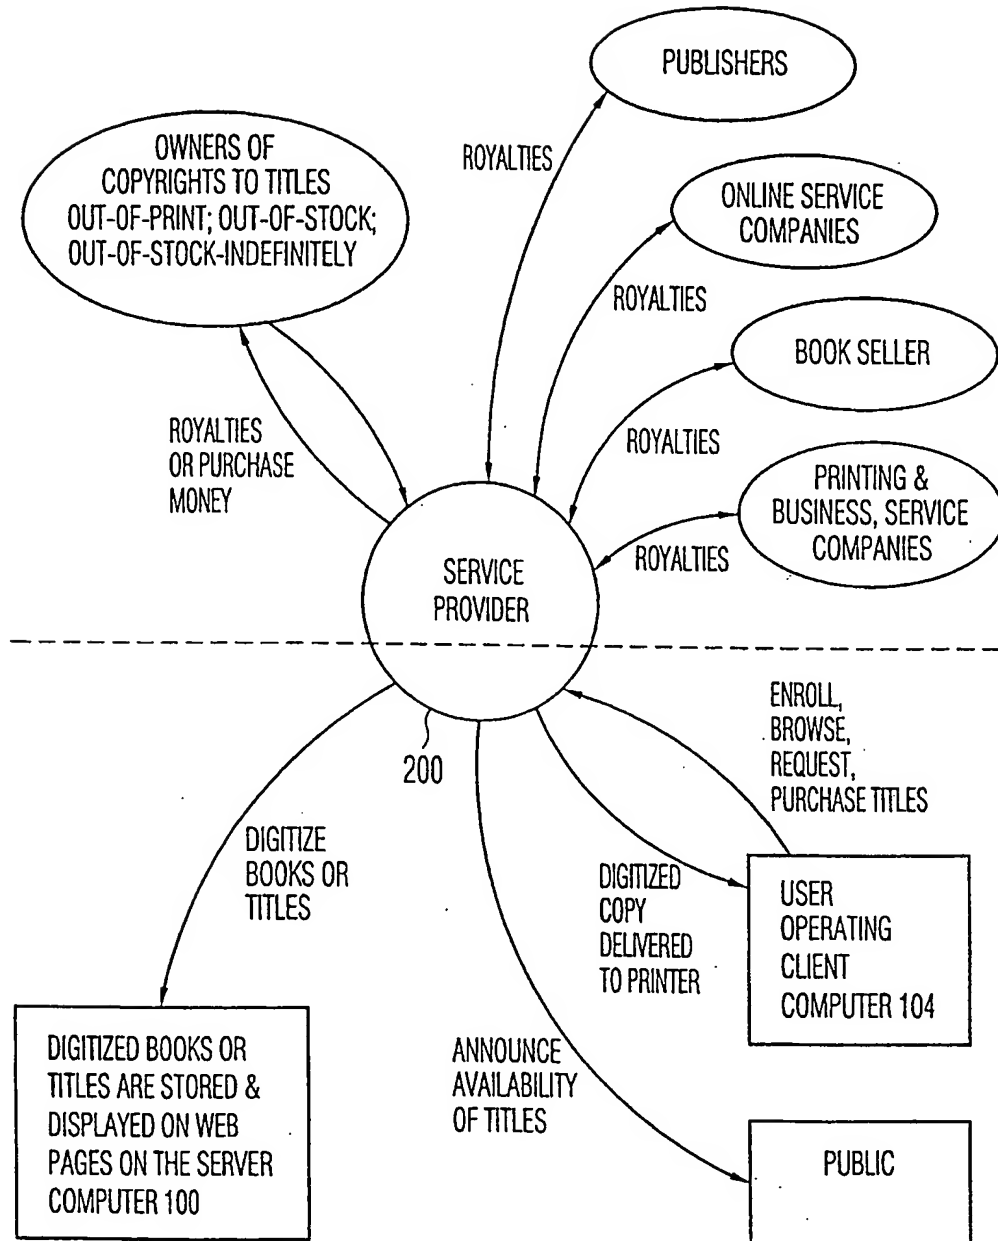 PUBLISHERS
OWNERS OF
COPYRIGHTS TO TITLES
OUT-OF-PRINT; OUT-OF-STOCK;
OUT-OF-STOCK-INDEFINITELY
ROYALTIES
ONLINE SERVICE
COMPANIES
ROYALTIES
BOOK SELLER
ROYALTIES
OR PURCHASE
MONEY
ROYALTIES
PRINTING &
BUSINESS, SERVICE
COMPANIES
ROYALTIES
SERVICE
PROVIDER
200
ENROLL,
BROWSE,
REQUEST,
PURCHASE TITLES
DIGITIZE
BOOKS OR
TITLES
DIGITIZED
COPY
DELIVERED
TO PRINTER
USER
OPERATING
CLIENT
COMPUTER 104
DIGITIZED BOOKS OR
TITLES ARE STORED &
DISPLAYED ON WEB
PAGES ON THE SERVER
COMPUTER 100
ANNOUNCE
AVAILABILITY
OF TITLES
PUBLIC